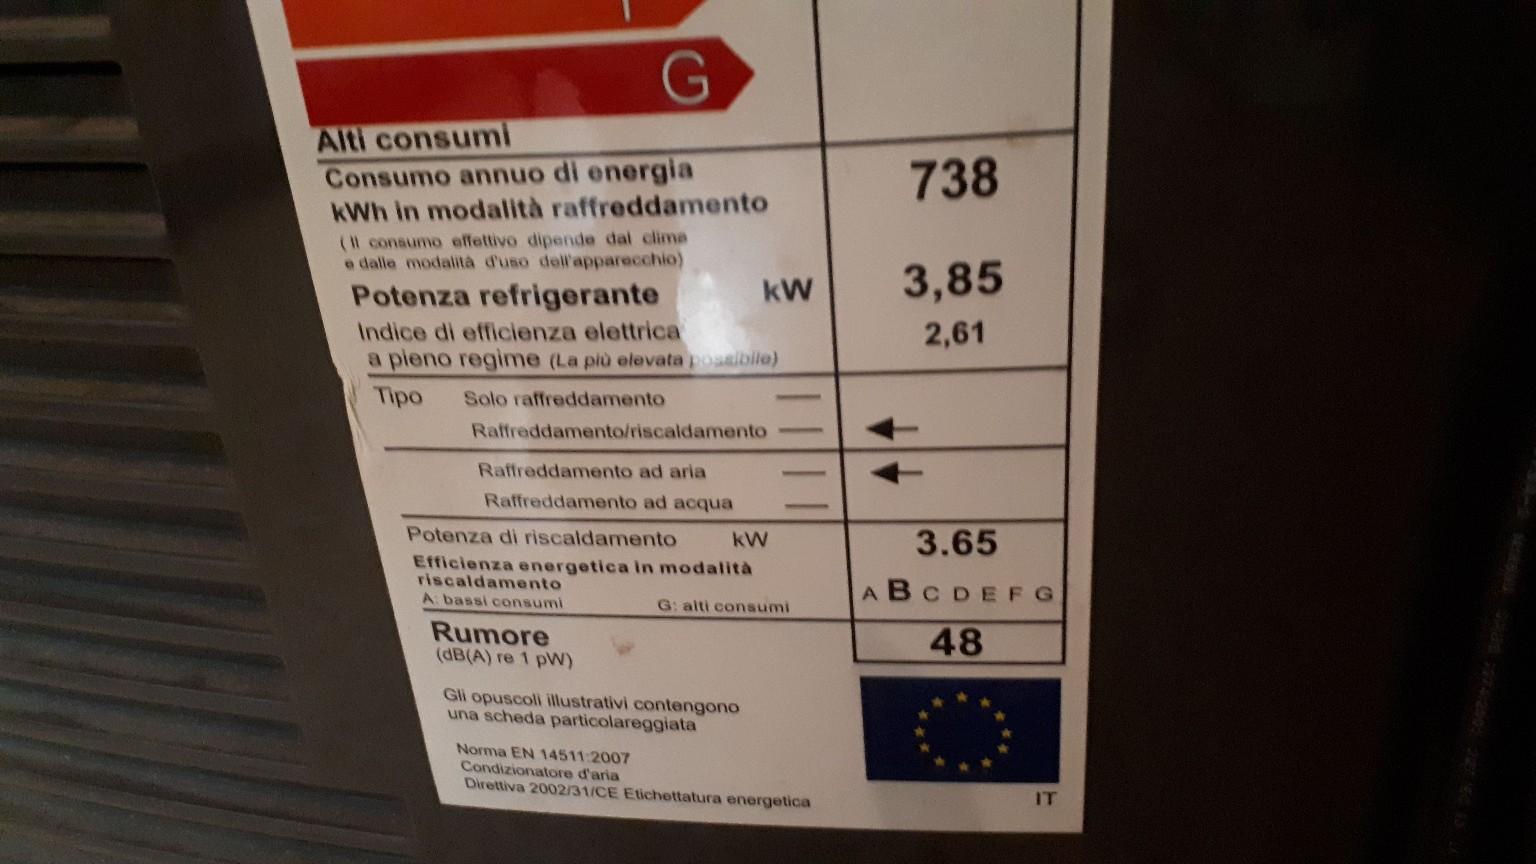 G
Alti consumi
Consumo annuo di energia
kWh in modalità raffreddamento
738
(Il consumo effettivo dipende dal clima
e dalle modalità d'uso dell'apparecchio)
Potenza refrigerante kW 3,85
Indice di efficienza elettrica 2,61
a pieno regime (La più elevata possibile)
Tipo Solo raffreddamento
Raffreddamento/riscaldamento
Raffreddamento ad aria
Raffreddamento ad acqua
Potenza di riscaldamento kW 3.65
Efficienza energetica in modalità
riscaldamento
A: bassi consumi G: alti consumi A B C D E F G
Rumore 48
(dB(A) re 1 pW)
Gli opuscoli illustrativi contengono
una scheda particolareggiata
Norma EN 14511:2007
Condizionatore d'aria
Direttiva 2002/31/CE Etichettatura energetica
IT